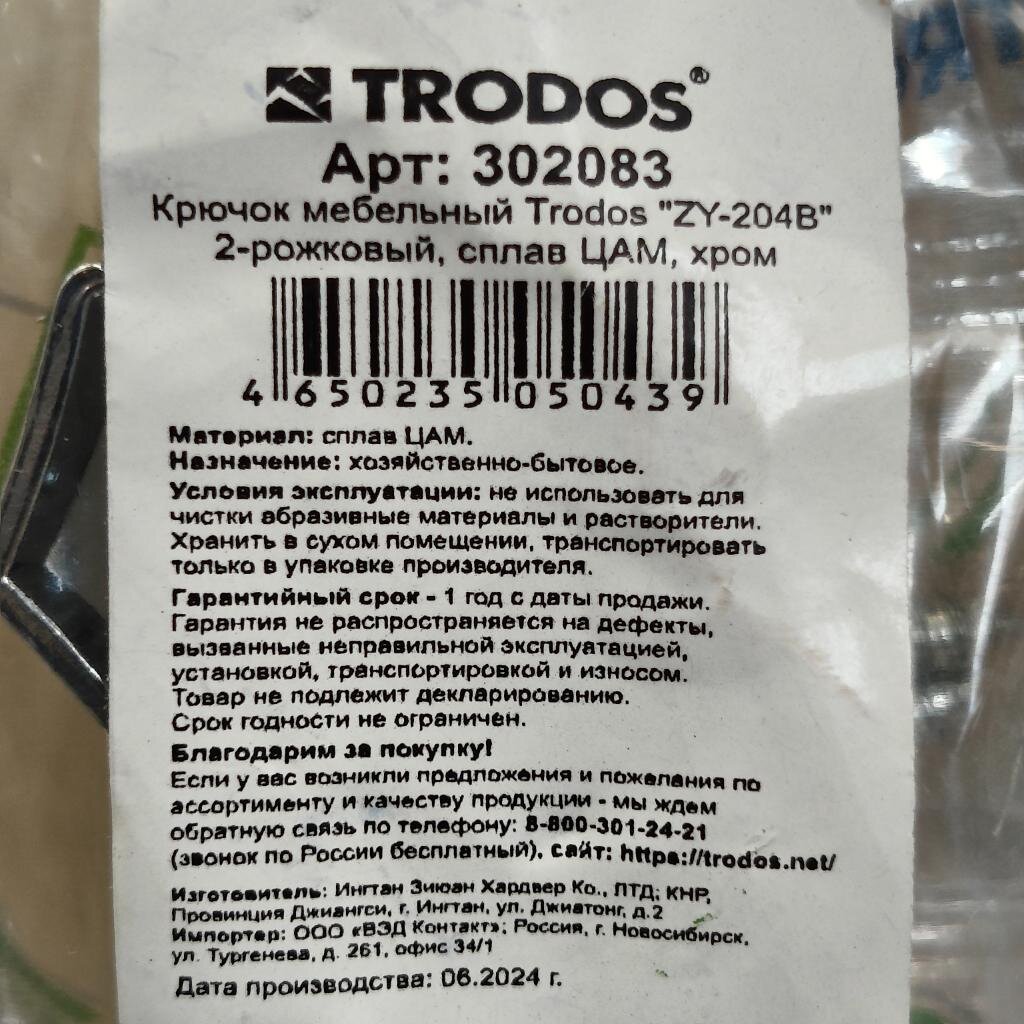 TRODOS®
Арт: 302083
Крючок мебельный Trodos "ZY-204B"
2-рожковый, сплав ЦАМ, хром
4 650235 050439
Материал: сплав ЦАМ.
Назначение: хозяйственно-бытовое.
Условия эксплуатации: не использовать для
чистки абразивные материалы и растворители.
Хранить в сухом помещении, транспортировать
только в упаковке производителя.
Гарантийный срок - 1 год с даты продажи.
Гарантия не распространяется на дефекты,
вызванные неправильной эксплуатацией,
установкой, транспортировкой и износом.
Товар не подлежит декларированию.
Срок годности не ограничен.
Благодарим за покупку!
Если у вас возникли предложения и пожелания по
ассортименту и качеству продукции - мы ждем
обратную связь по телефону: 8-800-301-24-21
(звонок по России бесплатный), сайт: https://trodos.net/
Изготовитель: Ингтан Зиюан Хардвер Ко., ЛТД; КНР,
Провинция Джиангси, г. Ингтан, ул. Джиатонг, д.2
Импортер: ООО «ВЭД Контакт»; Россия, г. Новосибирск,
ул. Тургенева, д. 261, офис 34/1
Дата производства: 06.2024 г.